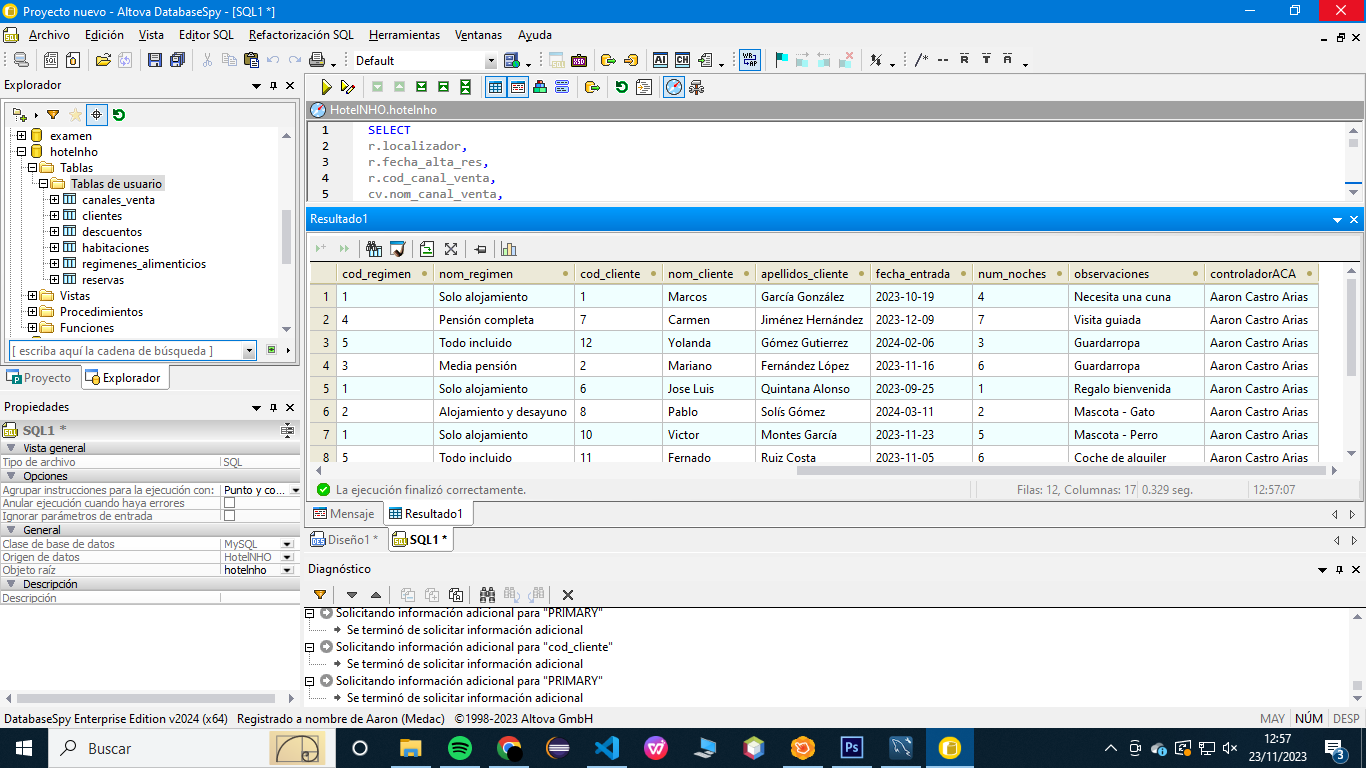 Proyecto nuevo - Altova DatabaseSpy - [SQL1 *]
Archivo Edición Vista Editor SQL Refactorización SQL Herramientas Ventanas Ayuda
Default
Explorador
examen
hotelnho
Tablas
Tablas de usuario
canales_venta
clientes
descuentos
habitaciones
regimenes_alimenticios
reservas
Vistas
Procedimientos
Funciones
[ escriba aquí la cadena de búsqueda ]
Proyecto Explorador
Propiedades
SQL1 *
Vista general
Tipo de archivo SQL
Opciones
Agrupar instrucciones para la ejecución con: Punto y co...
Anular ejecución cuando haya errores
Ignorar parámetros de entrada
General
Clase de base de datos MySQL
Origen de datos HotelNHO
Objeto raíz hotelnho
Descripción
Descripción
HotelNHO.hotelnho
1 SELECT
2 r.localizador,
3 r.fecha_alta_res,
4 r.cod_canal_venta,
5 cv.nom_canal_venta,
Resultado1
cod_regimen nom_regimen cod_cliente nom_cliente apellidos_cliente fecha_entrada num_noches observaciones controladorACA
1 1 Solo alojamiento 1 Marcos García González 2023-10-19 4 Necesita una cuna Aaron Castro Arias
2 4 Pensión completa 7 Carmen Jiménez Hernández 2023-12-09 7 Visita guiada Aaron Castro Arias
3 5 Todo incluido 12 Yolanda Gómez Gutierrez 2024-02-06 3 Guardarropa Aaron Castro Arias
4 3 Media pensión 2 Mariano Fernández López 2023-11-16 6 Guardarropa Aaron Castro Arias
5 1 Solo alojamiento 6 Jose Luis Quintana Alonso 2023-09-25 1 Regalo bienvenida Aaron Castro Arias
6 2 Alojamiento y desayuno 8 Pablo Solís Gómez 2024-03-11 2 Mascota - Gato Aaron Castro Arias
7 1 Solo alojamiento 10 Victor Montes García 2023-11-23 5 Mascota - Perro Aaron Castro Arias
8 5 Todo incluido 11 Fernado Ruiz Costa 2023-11-05 6 Coche de alquiler Aaron Castro Arias
La ejecución finalizó correctamente. Filas: 12, Columnas: 17 0.329 seg. 12:57:07
Mensaje Resultado1
Diseño1 * SQL1 *
Diagnóstico
Solicitando información adicional para "PRIMARY"
Se terminó de solicitar información adicional
Solicitando información adicional para "cod_cliente"
Se terminó de solicitar información adicional
Solicitando información adicional para "PRIMARY"
Se terminó de solicitar información adicional
DatabaseSpy Enterprise Edition v2024 (x64) Registrado a nombre de Aaron (Medac) ©1998-2023 Altova GmbH MAY NÚM DESP
Buscar
Ps
12:57
23/11/2023
3